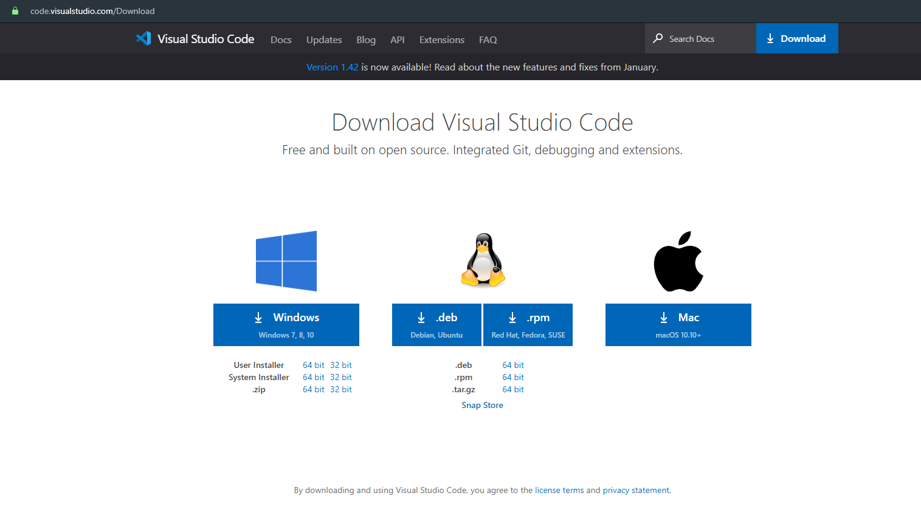 code.visualstudio.com/Download
Visual Studio Code Docs Updates Blog API Extensions FAQ Search Docs Download
Version 1.42 is now available! Read about the new features and fixes from January.
Download Visual Studio Code
Free and built on open source. Integrated Git, debugging and extensions.
Windows
Windows 7, 8, 10
User Installer 64 bit 32 bit
System Installer 64 bit 32 bit
.zip 64 bit 32 bit
.deb
Debian, Ubuntu
.rpm
Red Hat, Fedora, SUSE
.deb 64 bit
.rpm 64 bit
.tar.gz 64 bit
Snap Store
Mac
macOS 10.10+
By downloading and using Visual Studio Code, you agree to the license terms and privacy statement.